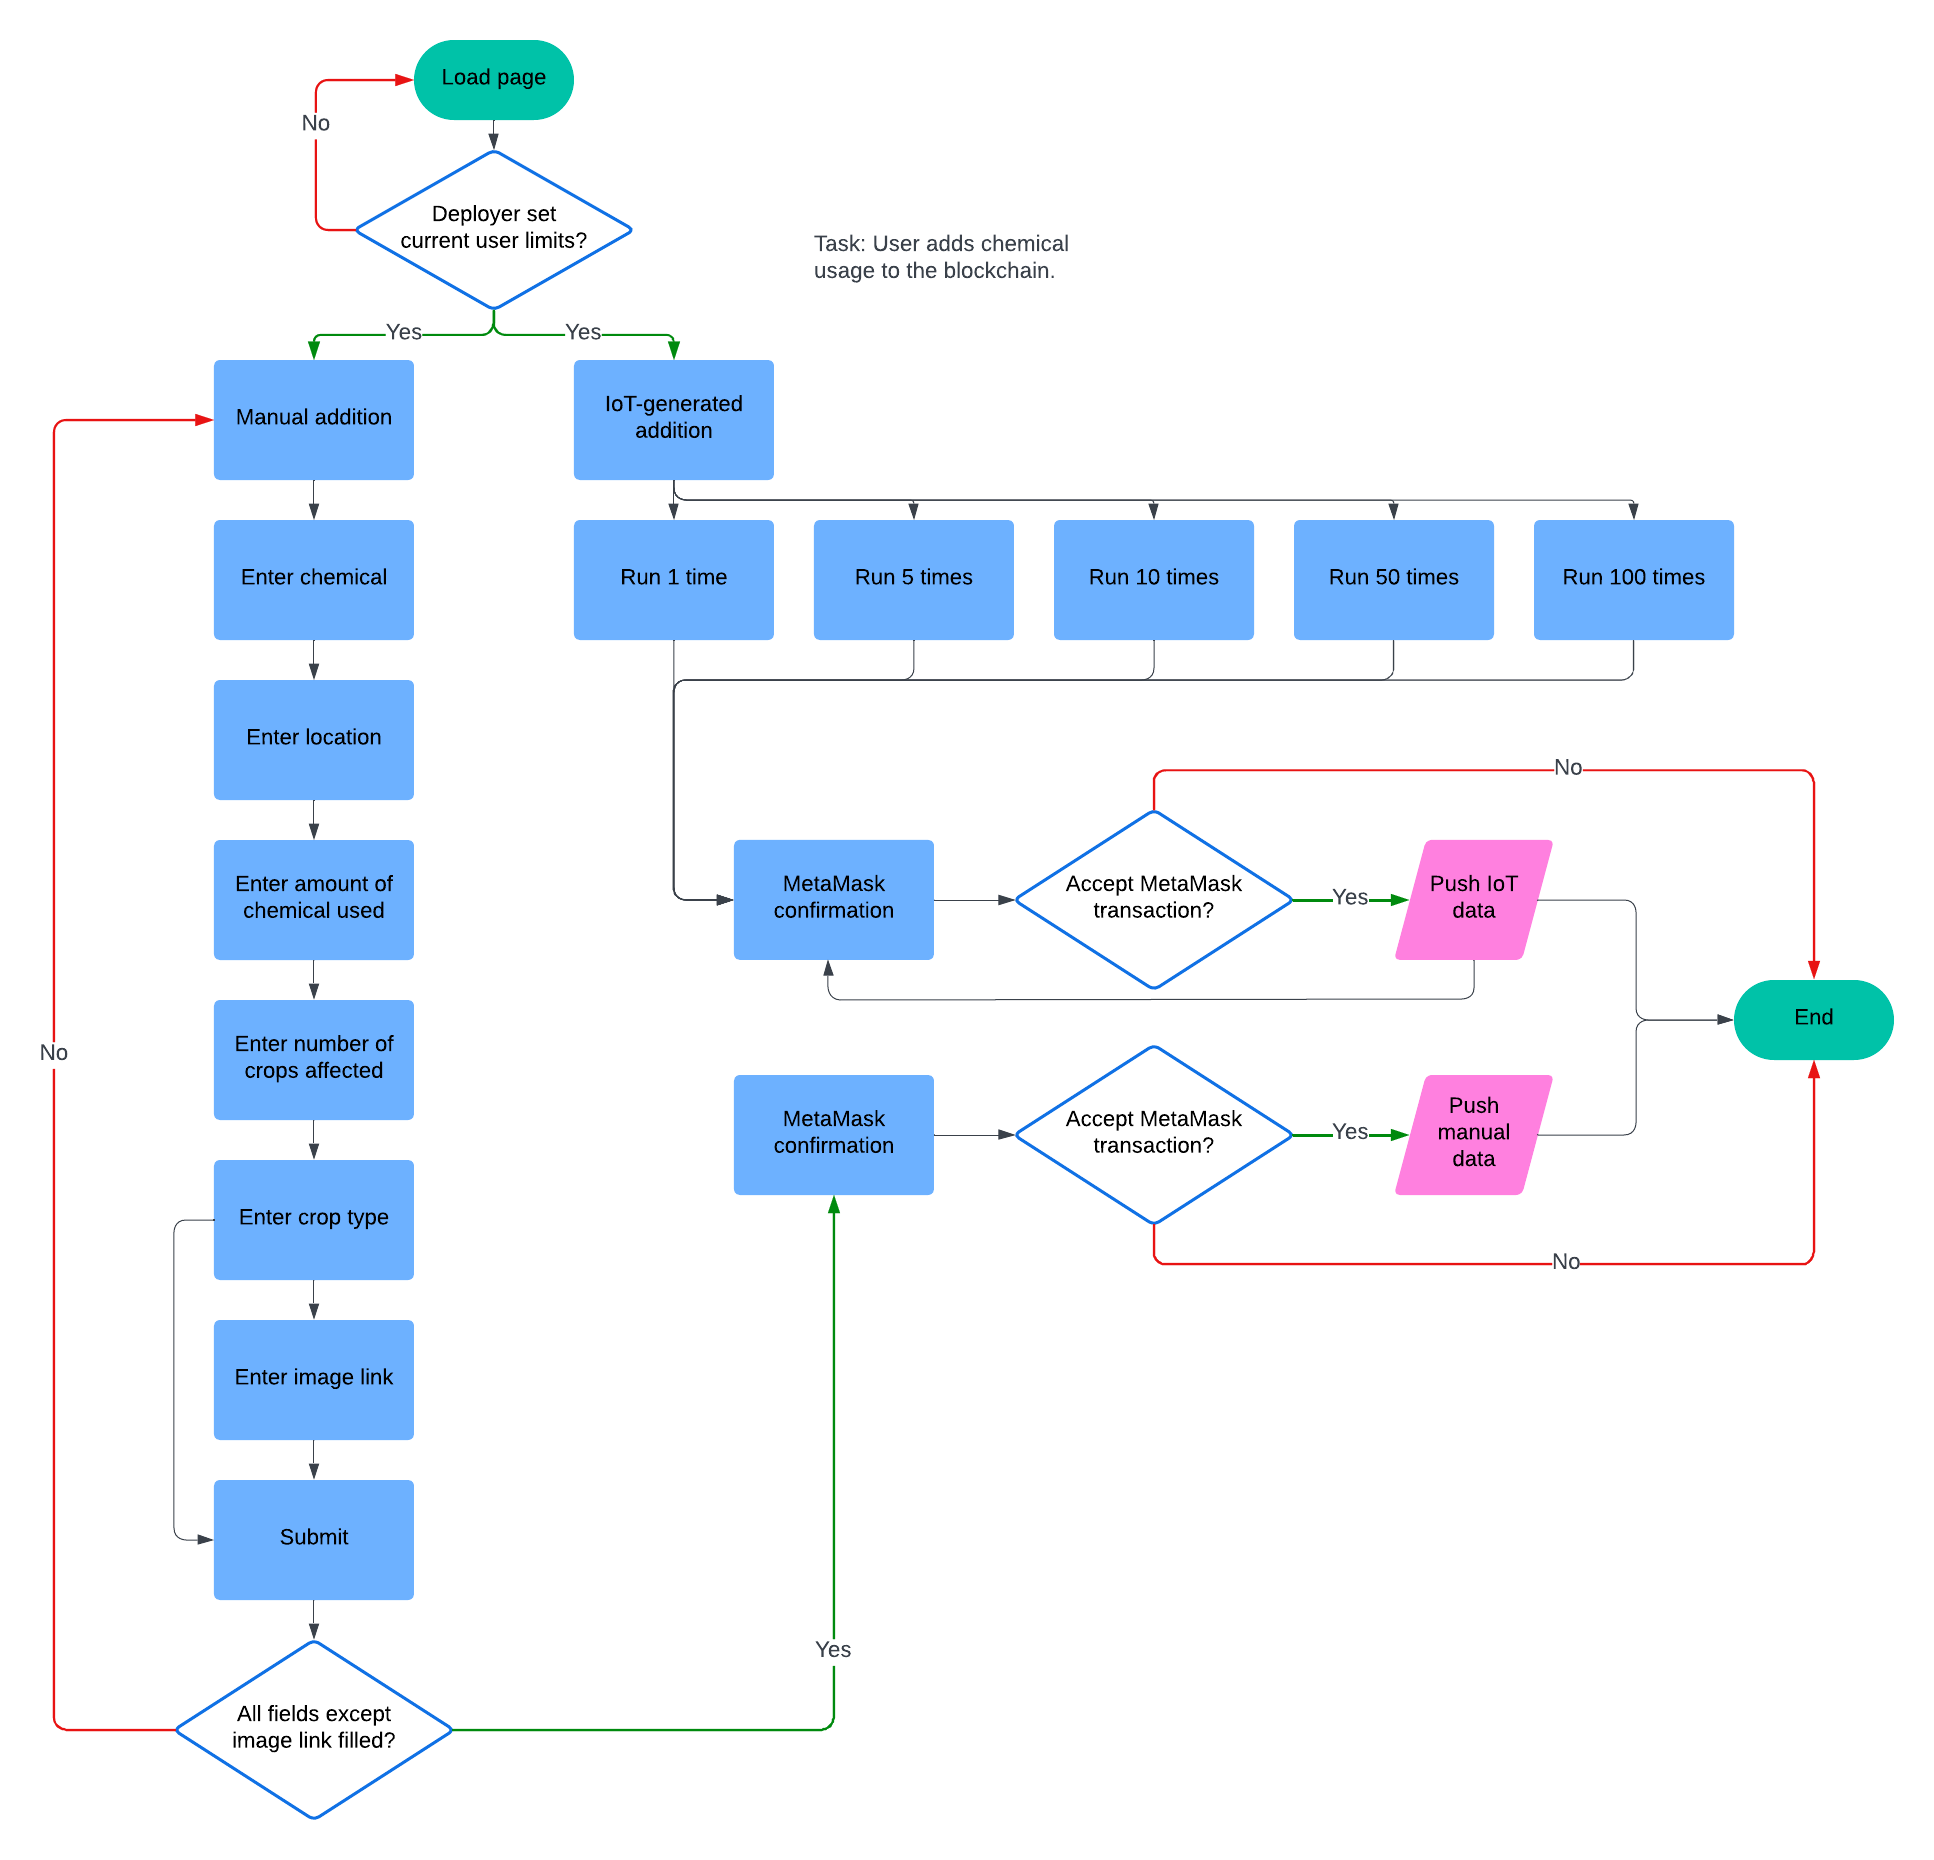 Load page
No
Deployer set
current user limits?
Task: User adds chemical
usage to the blockchain.
Yes
Yes
Manual addition
IoT-generated
addition
Enter chemical
Run 1 time
Run 5 times
Run 10 times
Run 50 times
Run 100 times
Enter location
No
Enter amount of
chemical used
MetaMask
confirmation
Accept MetaMask
transaction?
Yes
Push IoT
data
End
No
Enter number of
crops affected
MetaMask
confirmation
Accept MetaMask
transaction?
Yes
Push
manual
data
Enter crop type
No
Enter image link
Submit
Yes
All fields except
image link filled?